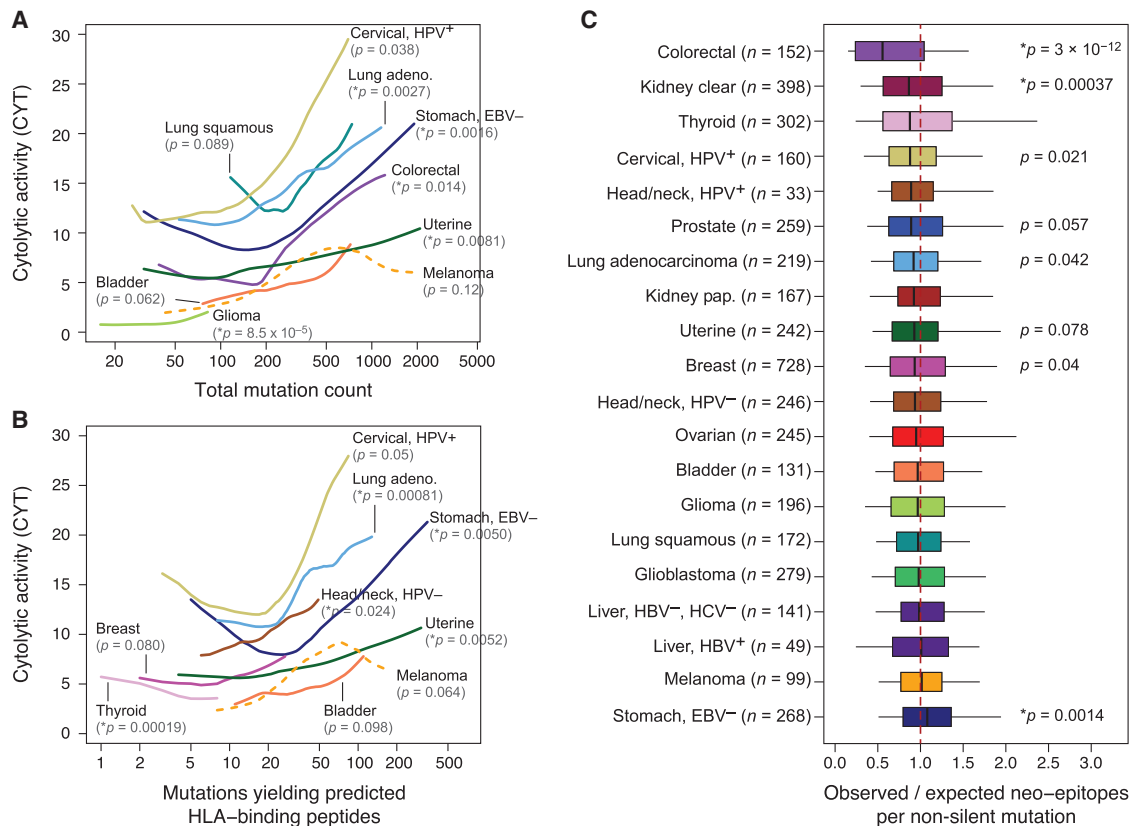 A
Cytolytic activity (CYT)
30
25
20
15
10
5
0
Cervical, HPV+
(p = 0.038)
Lung adeno.
(*p = 0.0027)
Stomach, EBV–
(*p = 0.0016)
Lung squamous
(p = 0.089)
Colorectal
(*p = 0.014)
Uterine
(*p = 0.0081)
Melanoma
(p = 0.12)
Bladder
(p = 0.062)
Glioma
(*p = 8.5 x 10⁻⁵)
20 50 100 200 500 1000 2000 5000
Total mutation count
B
Cytolytic activity (CYT)
30
25
20
15
10
5
0
Cervical, HPV+
(p = 0.05)
Lung adeno.
(*p = 0.00081)
Stomach, EBV–
(*p = 0.0050)
Head/neck, HPV–
(*p = 0.024)
Uterine
(*p = 0.0052)
Breast
(p = 0.080)
Melanoma
(p = 0.064)
Thyroid
(*p = 0.00019)
Bladder
(p = 0.098)
1 2 5 10 20 50 100 200 500
Mutations yielding predicted
HLA–binding peptides
C
Colorectal (n = 152) *p = 3 × 10⁻¹²
Kidney clear (n = 398) *p = 0.00037
Thyroid (n = 302)
Cervical, HPV⁺ (n = 160) p = 0.021
Head/neck, HPV⁺ (n = 33)
Prostate (n = 259) p = 0.057
Lung adenocarcinoma (n = 219) p = 0.042
Kidney pap. (n = 167)
Uterine (n = 242) p = 0.078
Breast (n = 728) p = 0.04
Head/neck, HPV⁻ (n = 246)
Ovarian (n = 245)
Bladder (n = 131)
Glioma (n = 196)
Lung squamous (n = 172)
Glioblastoma (n = 279)
Liver, HBV⁻, HCV⁻ (n = 141)
Liver, HBV⁺ (n = 49)
Melanoma (n = 99)
Stomach, EBV⁻ (n = 268) *p = 0.0014
0.0 0.5 1.0 1.5 2.0 2.5 3.0
Observed / expected neo-epitopes
per non-silent mutation